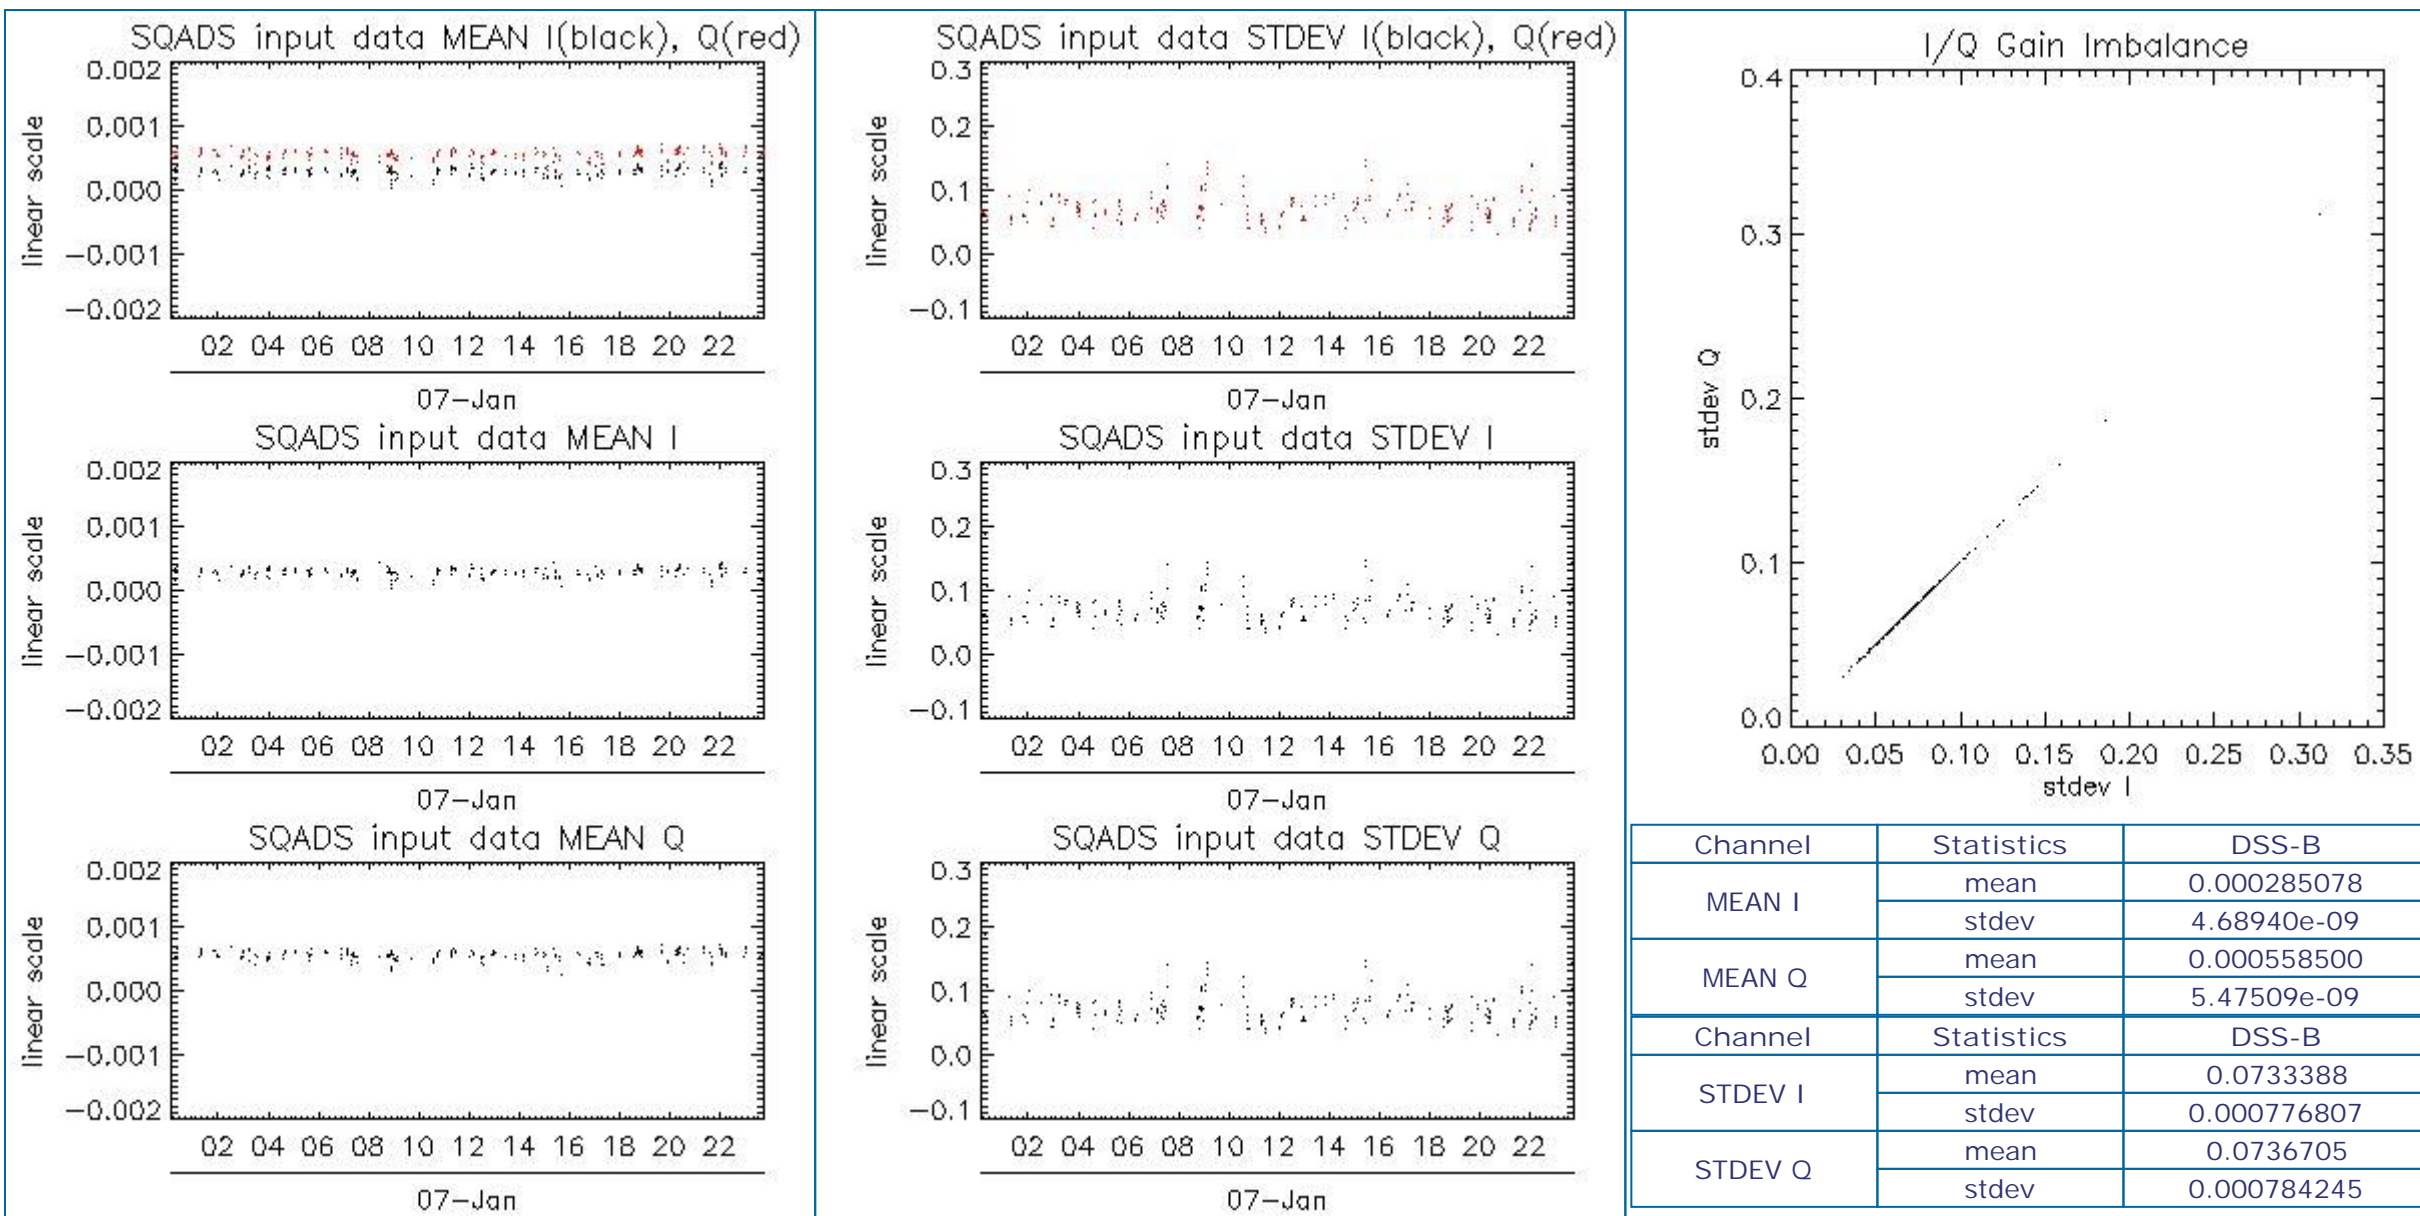 SQADS input data MEAN I(black), Q(red)
0.002
0.001
0.000
−0.001
−0.002
linear scale
02 04 06 08 10 12 14 16 18 20 22
07−Jan
SQADS input data MEAN I
0.002
0.001
0.000
−0.001
−0.002
linear scale
02 04 06 08 10 12 14 16 18 20 22
07−Jan
SQADS input data MEAN Q
0.002
0.001
0.000
−0.001
−0.002
linear scale
02 04 06 08 10 12 14 16 18 20 22
07−Jan
SQADS input data STDEV I(black), Q(red)
0.3
0.2
0.1
0.0
−0.1
linear scale
02 04 06 08 10 12 14 16 18 20 22
07−Jan
SQADS input data STDEV I
0.3
0.2
0.1
0.0
−0.1
linear scale
02 04 06 08 10 12 14 16 18 20 22
07−Jan
SQADS input data STDEV Q
0.3
0.2
0.1
0.0
−0.1
linear scale
02 04 06 08 10 12 14 16 18 20 22
07−Jan
I/Q Gain Imbalance
0.4
0.3
0.2
0.1
0.0
stdev Q
0.00 0.05 0.10 0.15 0.20 0.25 0.30 0.35
stdev I
Channel Statistics DSS-B
MEAN I mean 0.000285078
stdev 4.68940e-09
MEAN Q mean 0.000558500
stdev 5.47509e-09
Channel Statistics DSS-B
STDEV I mean 0.0733388
stdev 0.000776807
STDEV Q mean 0.0736705
stdev 0.000784245